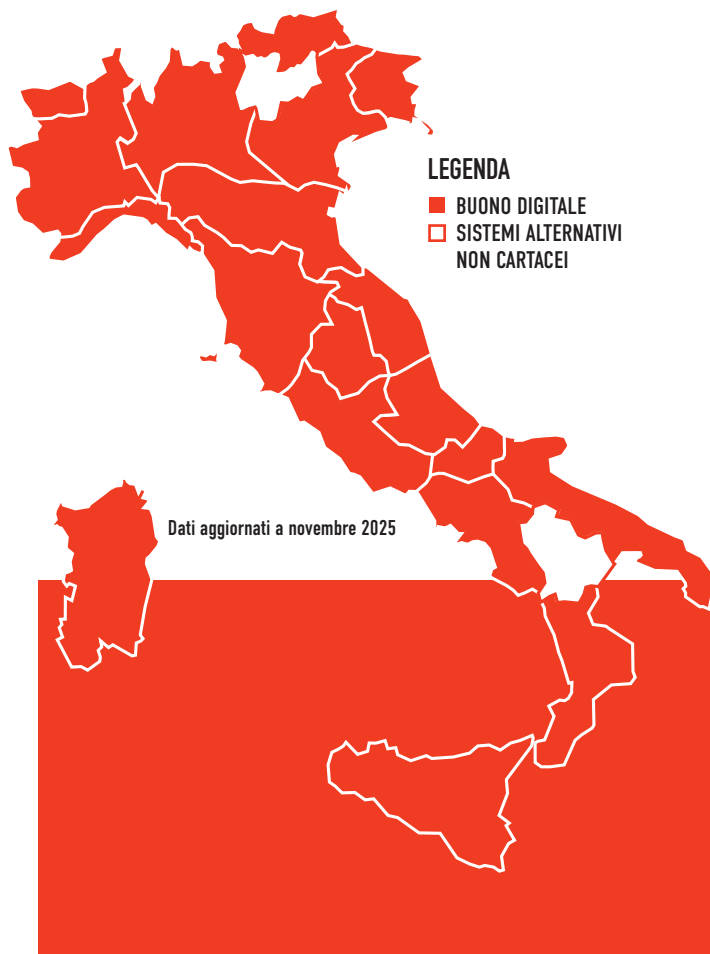 LEGENDA
BUONO DIGITALE
SISTEMI ALTERNATIVI
NON CARTACEI
Dati aggiornati a novembre 2025